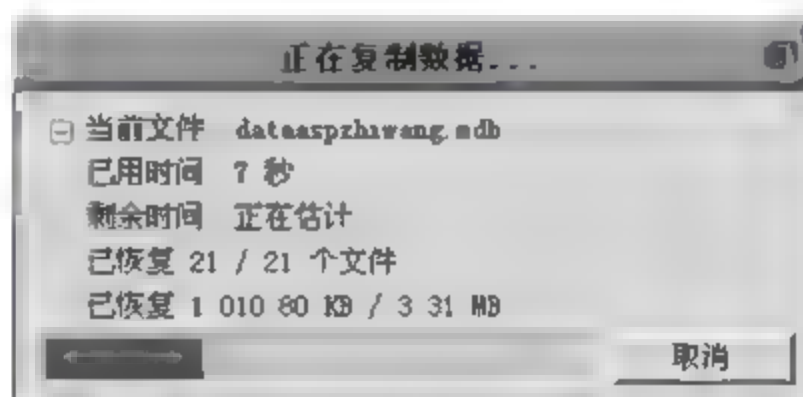 正在复制数据...
当前文件 dataaspzhiwang.mdb
已用时间 7 秒
剩余时间 正在估计
已恢复 21 / 21 个文件
已恢复 1 010 80 KB / 3 31 MB
取消